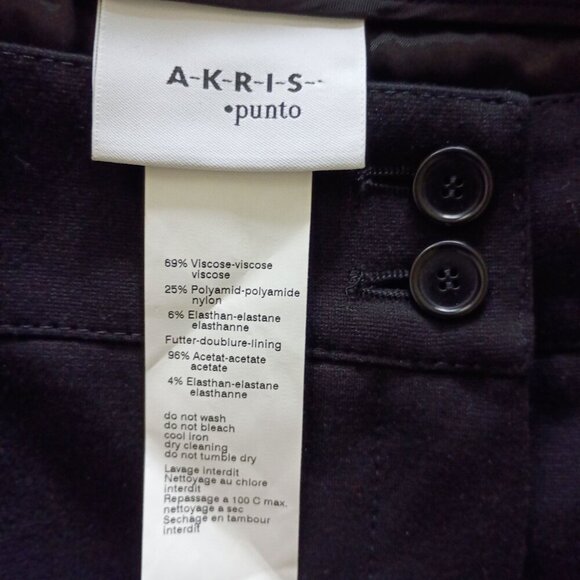 A-K-R-I-S-
•punto
69% Viscose-viscose
viscose
25% Polyamid-polyamide
nylon
6% Elasthan-elastane
elasthanne
Futter-doublure-lining
96% Acetat-acetate
acetate
4% Elasthan-elastane
elasthanne
do not wash
do not bleach
cool iron
dry cleaning
do not tumble dry
Lavage interdit
Nettoyage au chlore
interdit
Repassage a 100 C max.
nettoyage a sec
Sechage en tambour
interdit